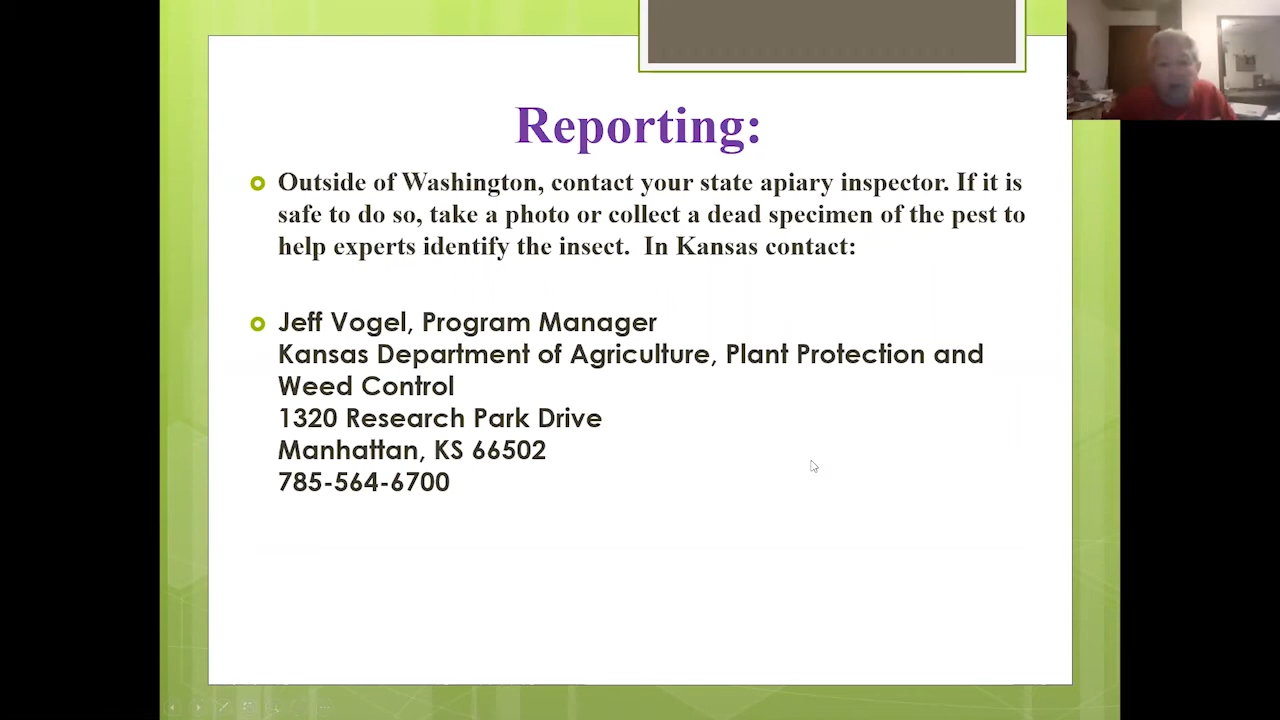 Reporting:
Outside of Washington, contact your state apiary inspector. If it is
safe to do so, take a photo or collect a dead specimen of the pest to
help experts identify the insect.  In Kansas contact:
Jeff Vogel, Program Manager
Kansas Department of Agriculture, Plant Protection and
Weed Control
1320 Research Park Drive
Manhattan, KS 66502
785-564-6700